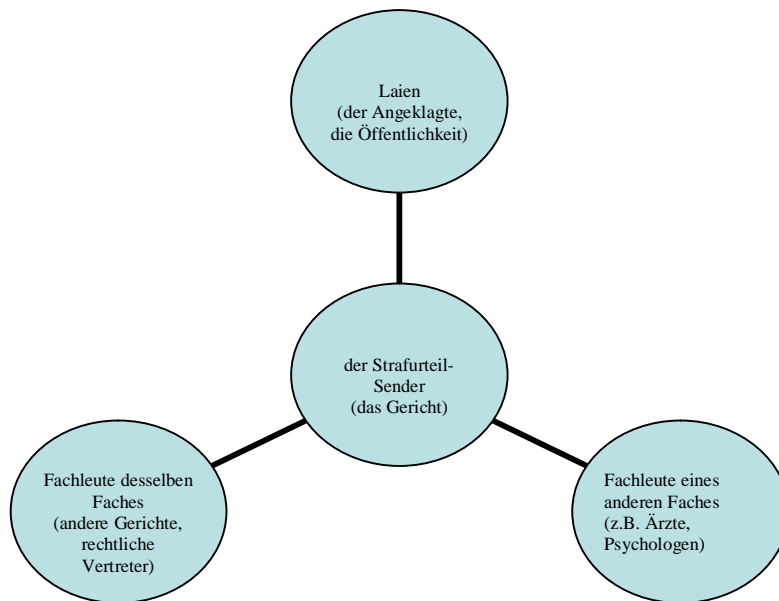 Laien
(der Angeklagte,
die Öffentlichkeit)
der Strafurteil-
Sender
(das Gericht)
Fachleute desselben
Faches
(andere Gerichte,
rechtliche
Vertreter)
Fachleute eines
anderen Faches
(z.B. Ärzte,
Psychologen)